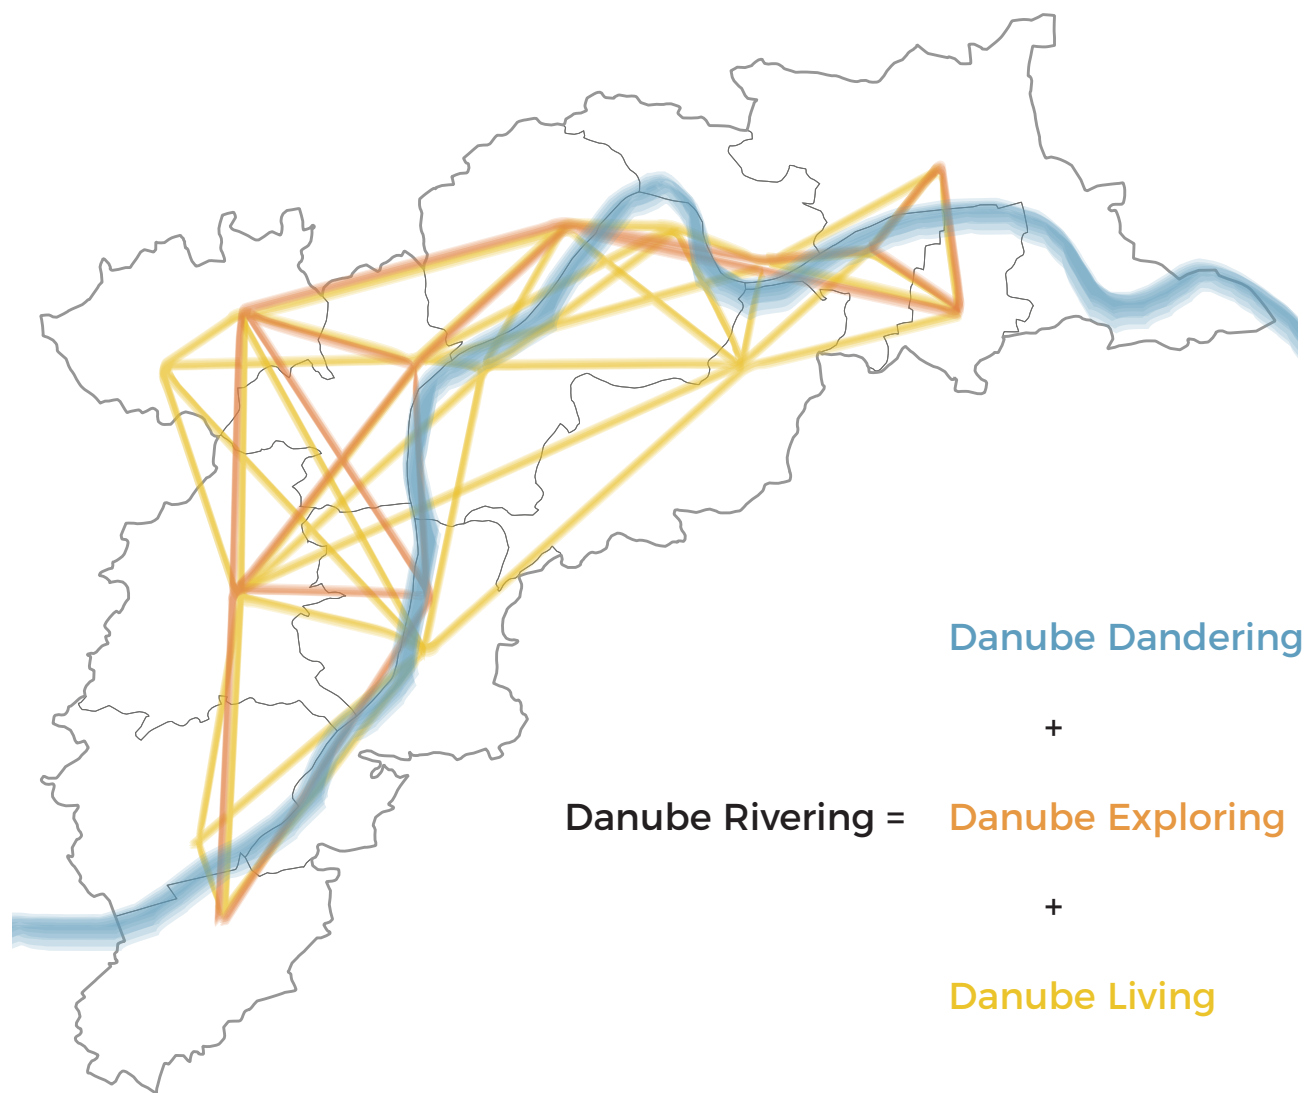 Danube Dandering
+
Danube Rivering = Danube Exploring
+
Danube Living